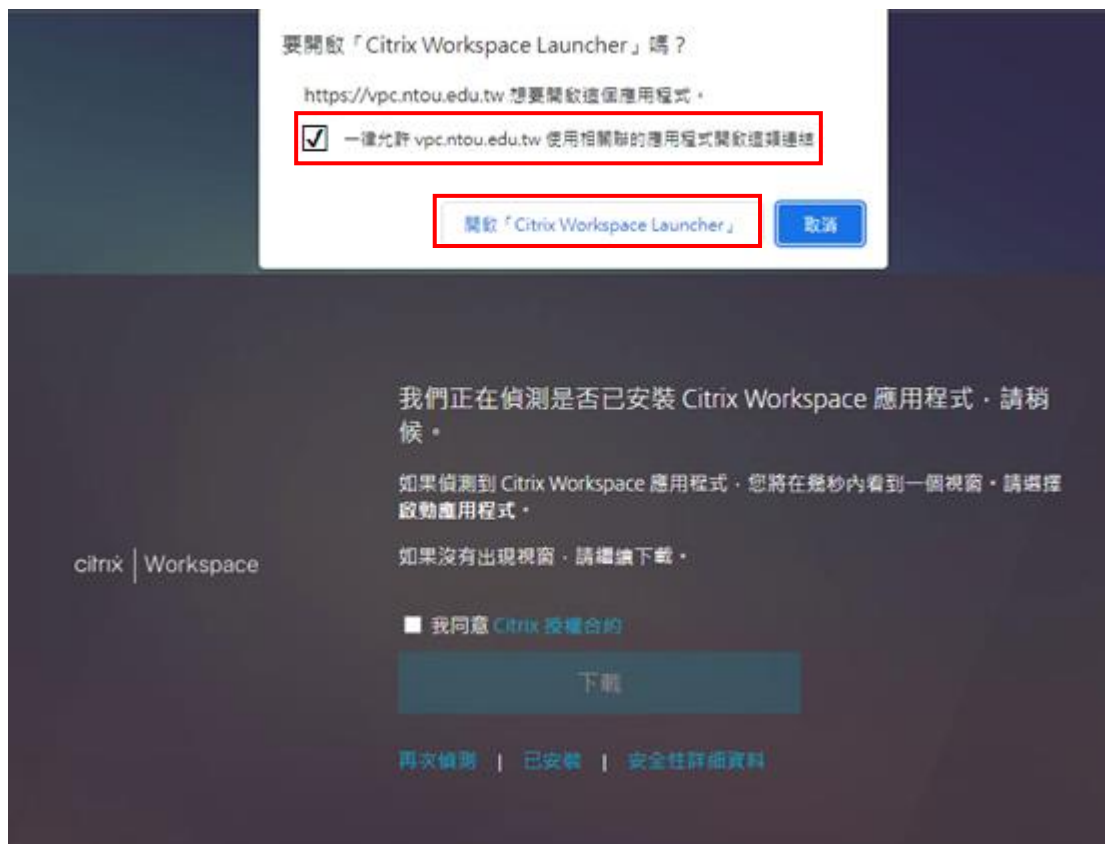 要開啟「Citrix Workspace Launcher」嗎？
https://vpc.ntou.edu.tw 想要開啟這個應用程式。
一律允許 vpc.ntou.edu.tw 使用相關聯的應用程式開啟這類連結
開啟「Citrix Workspace Launcher」
取消
我們正在偵測是否已安裝 Citrix Workspace 應用程式，請稍
候。
如果偵測到 Citrix Workspace 應用程式，您將在幾秒內看到一個視窗。請選擇
啟動應用程式。
如果沒有出現視窗，請繼續下載。
citrix | Workspace
我同意 Citrix 授權合約
下載
再次偵測 | 已安裝 | 安全性詳細資料